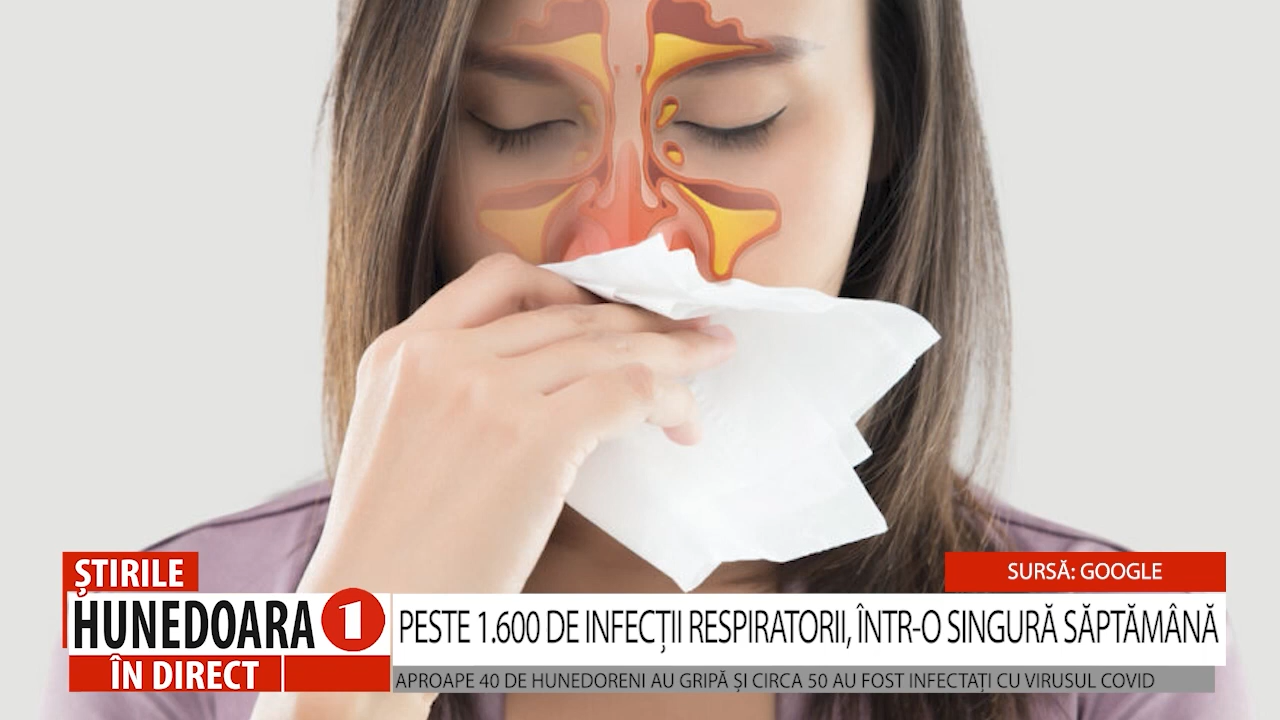 ȘTIRILE
HUNEDOARA 1
ÎN DIRECT
SURSĂ: GOOGLE
PESTE 1.600 DE INFECȚII RESPIRATORII, ÎNTR-O SINGURĂ SĂPTĂMÂNĂ
APROAPE 40 DE HUNEDORENI AU GRIPĂ ȘI CIRCA 50 AU FOST INFECTAȚI CU VIRUSUL COVID